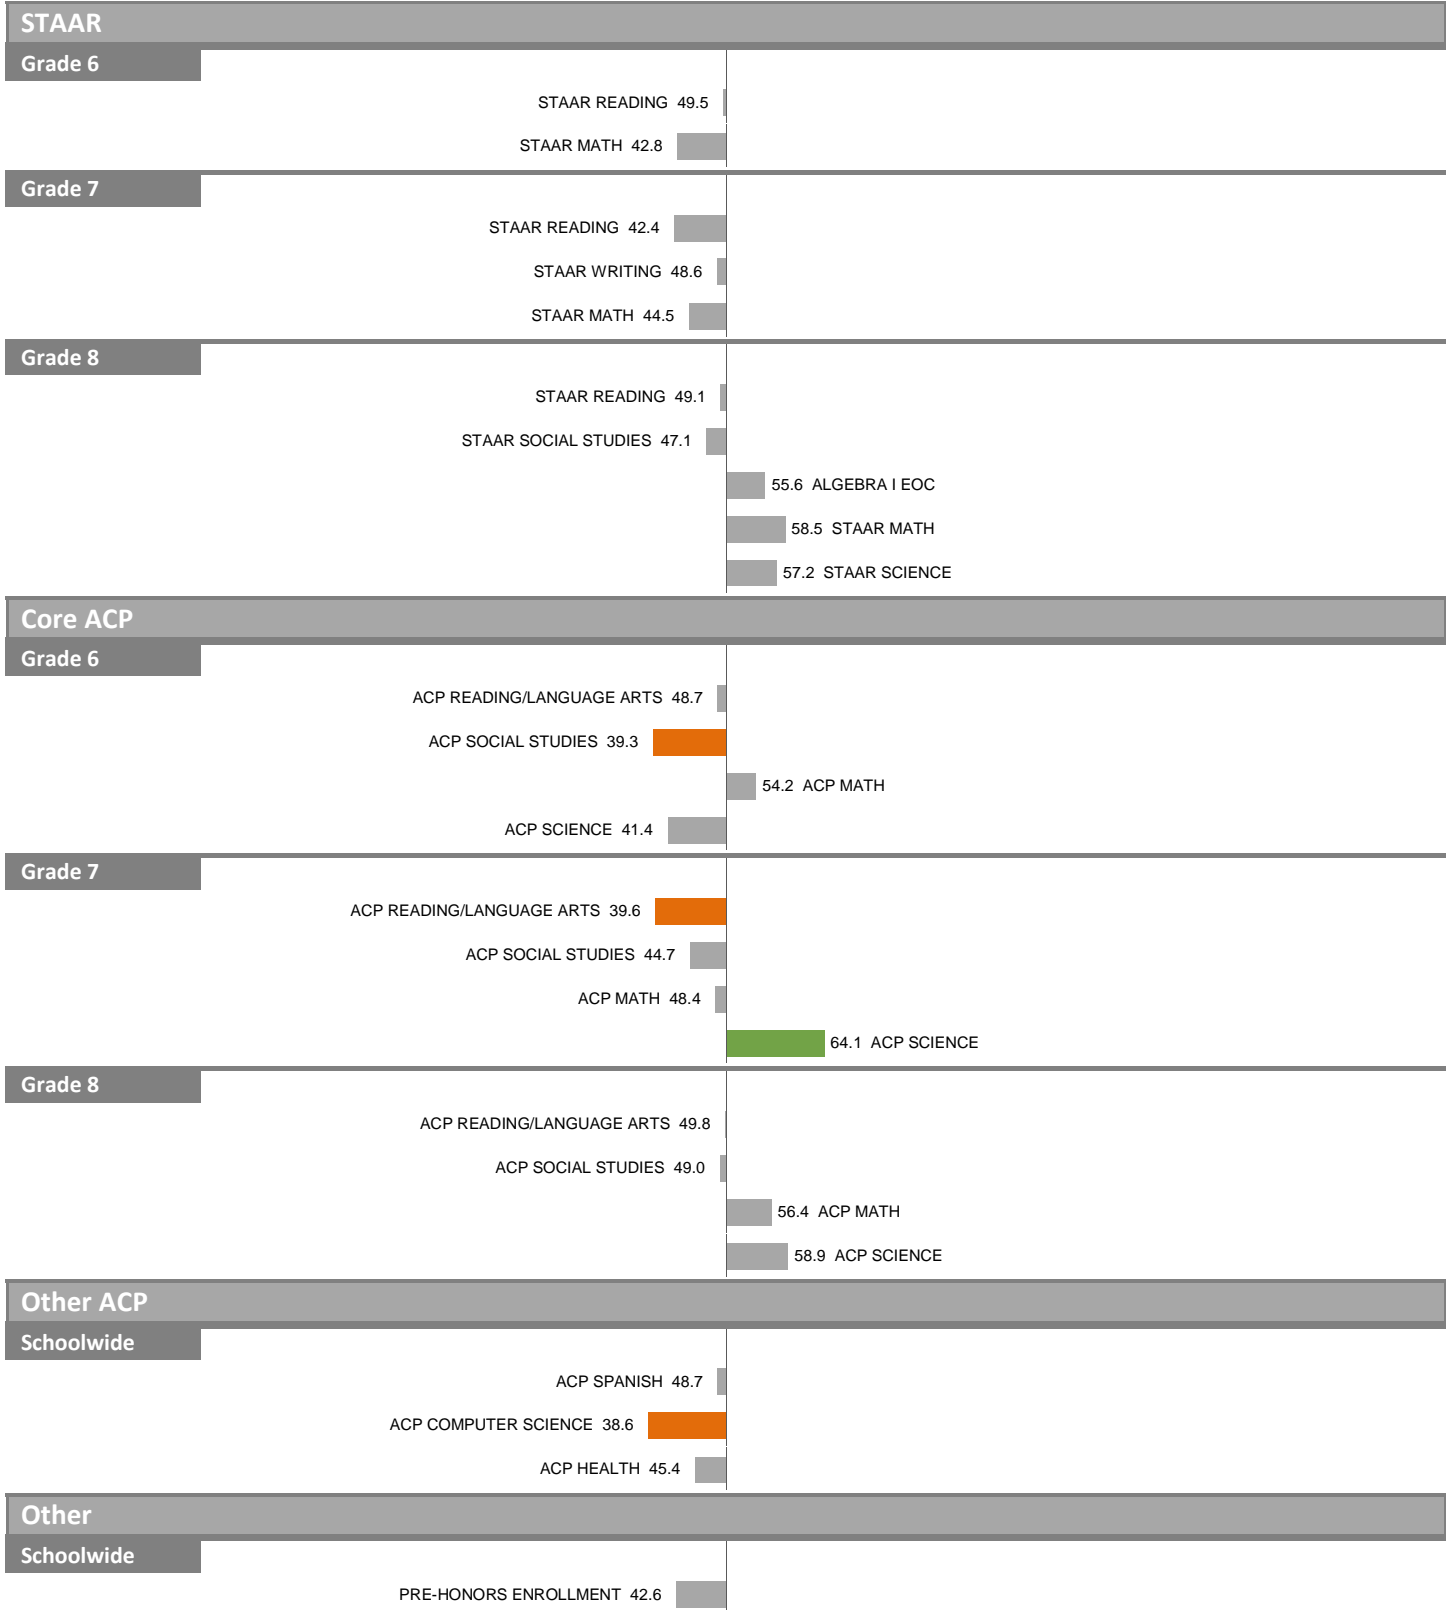 STAAR
Grade 6
STAAR READING 49.5
STAAR MATH 42.8
Grade 7
STAAR READING 42.4
STAAR WRITING 48.6
STAAR MATH 44.5
Grade 8
STAAR READING 49.1
STAAR SOCIAL STUDIES 47.1
55.6 ALGEBRA I EOC
58.5 STAAR MATH
57.2 STAAR SCIENCE
Core ACP
Grade 6
ACP READING/LANGUAGE ARTS 48.7
ACP SOCIAL STUDIES 39.3
54.2 ACP MATH
ACP SCIENCE 41.4
Grade 7
ACP READING/LANGUAGE ARTS 39.6
ACP SOCIAL STUDIES 44.7
ACP MATH 48.4
64.1 ACP SCIENCE
Grade 8
ACP READING/LANGUAGE ARTS 49.8
ACP SOCIAL STUDIES 49.0
56.4 ACP MATH
58.9 ACP SCIENCE
Other ACP
Schoolwide
ACP SPANISH 48.7
ACP COMPUTER SCIENCE 38.6
ACP HEALTH 45.4
Other
Schoolwide
PRE-HONORS ENROLLMENT 42.6